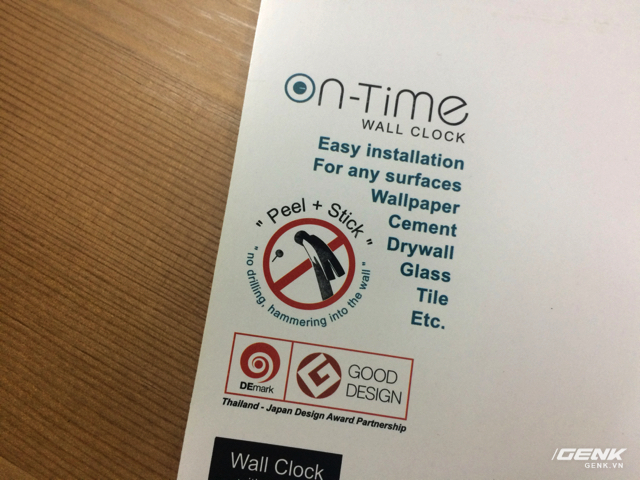 On-Time
WALL CLOCK
Easy installation
For any surfaces
Wallpaper
Cement
Drywall
Glass
Tile
Etc.
" Peel + Stick "
" no drilling, hammering into the wall "
DEmark
GOOD
DESIGN
Thailand - Japan Design Award Partnership
Wall Clock
GENK
GENK.VN